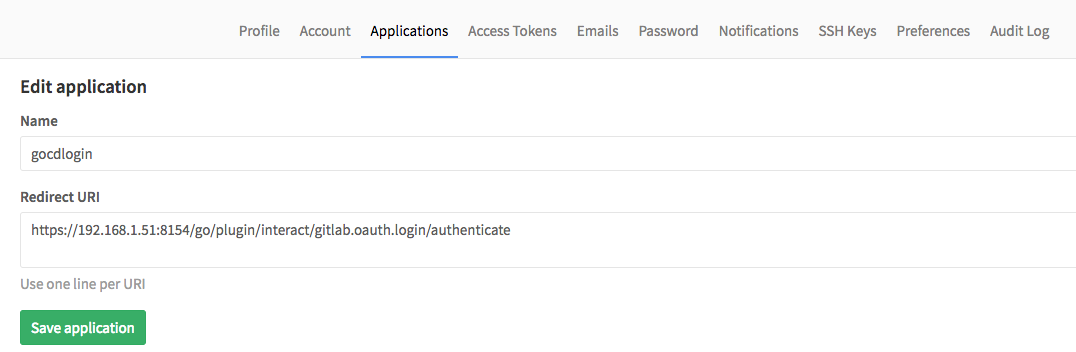 Profile Account Applications Access Tokens Emails Password Notifications SSH Keys Preferences Audit Log
Edit application
Name
gocdlogin
Redirect URI
https://192.168.1.51:8154/go/plugin/interact/gitlab.oauth.login/authenticate
Use one line per URI
Save application